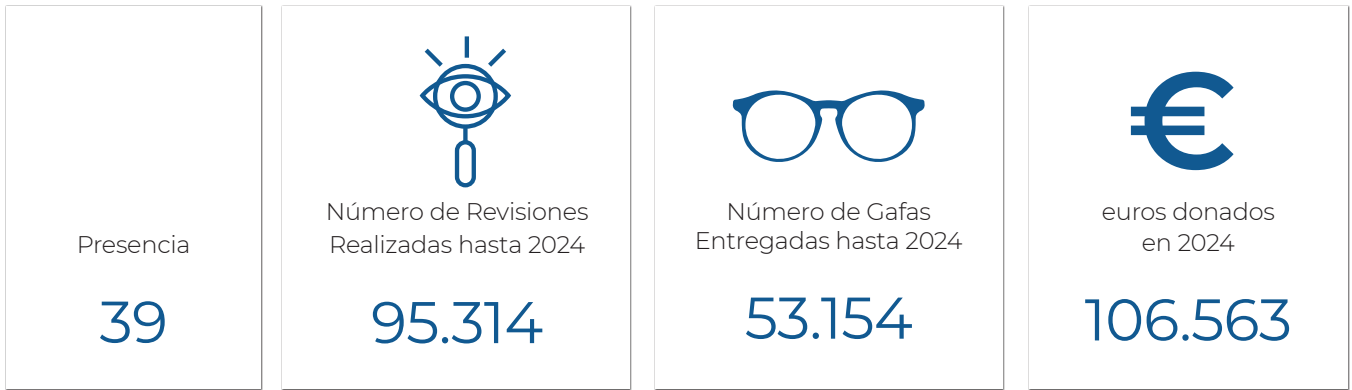 Presencia
39
Número de Revisiones
Realizadas hasta 2024
95.314
Número de Gafas
Entregadas hasta 2024
53.154
€
euros donados
en 2024
106.563